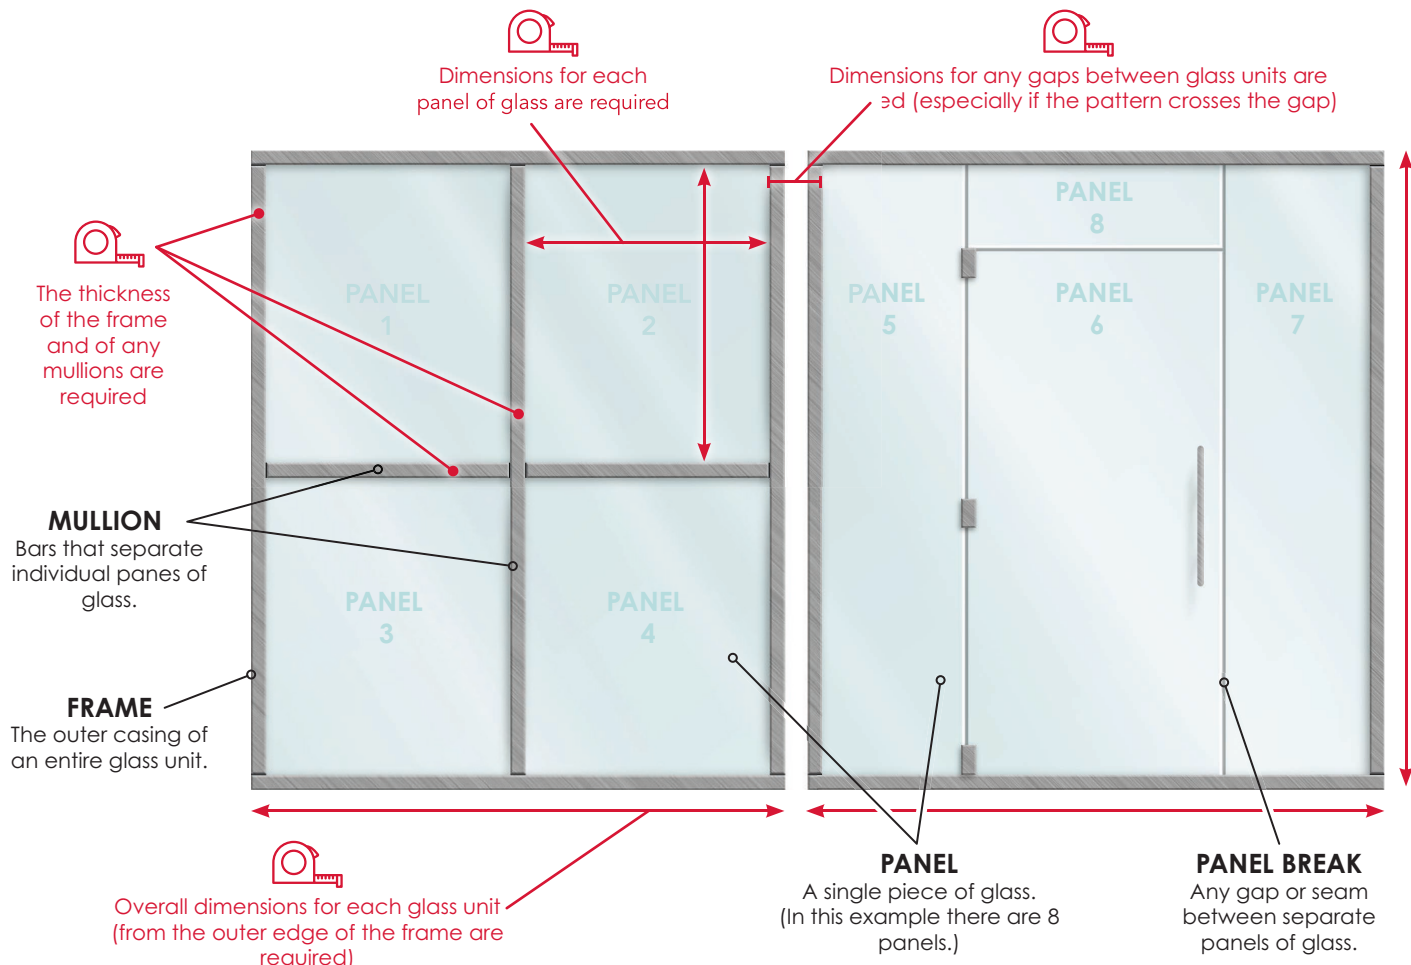 Dimensions for each
panel of glass are required
Dimensions for any gaps between glass units are
ed (especially if the pattern crosses the gap)
The thickness
of the frame
and of any
mullions are
required
PANEL
1
PANEL
2
PANEL
3
PANEL
4
PANEL
5
PANEL
6
PANEL
7
PANEL
8
MULLION
Bars that separate
individual panes of
glass.
FRAME
The outer casing of
an entire glass unit.
Overall dimensions for each glass unit
(from the outer edge of the frame are
required)
PANEL
A single piece of glass.
(In this example there are 8
panels.)
PANEL BREAK
Any gap or seam
between separate
panels of glass.